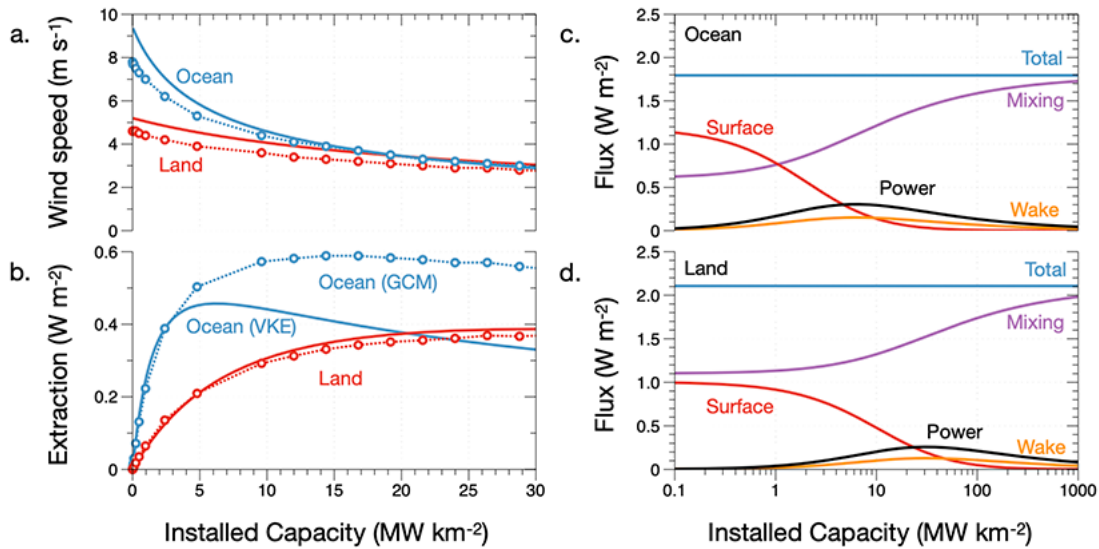 a.
Wind speed (m s-1)
10
8
6
4
2
0
Ocean
Land
b.
Extraction (W m-2)
0.6
0.4
0.2
0
Ocean (GCM)
Ocean (VKE)
Land
0 5 10 15 20 25 30
Installed Capacity (MW km-2)
c.
Flux (W m-2)
2.5
2.0
1.5
1.0
0.5
0
Ocean
Total
Mixing
Surface
Power
Wake
d.
Flux (W m-2)
2.5
2.0
1.5
1.0
0.5
0
Land
Total
Mixing
Surface
Power
Wake
0.1 1 10 100 1000
Installed Capacity (MW km-2)